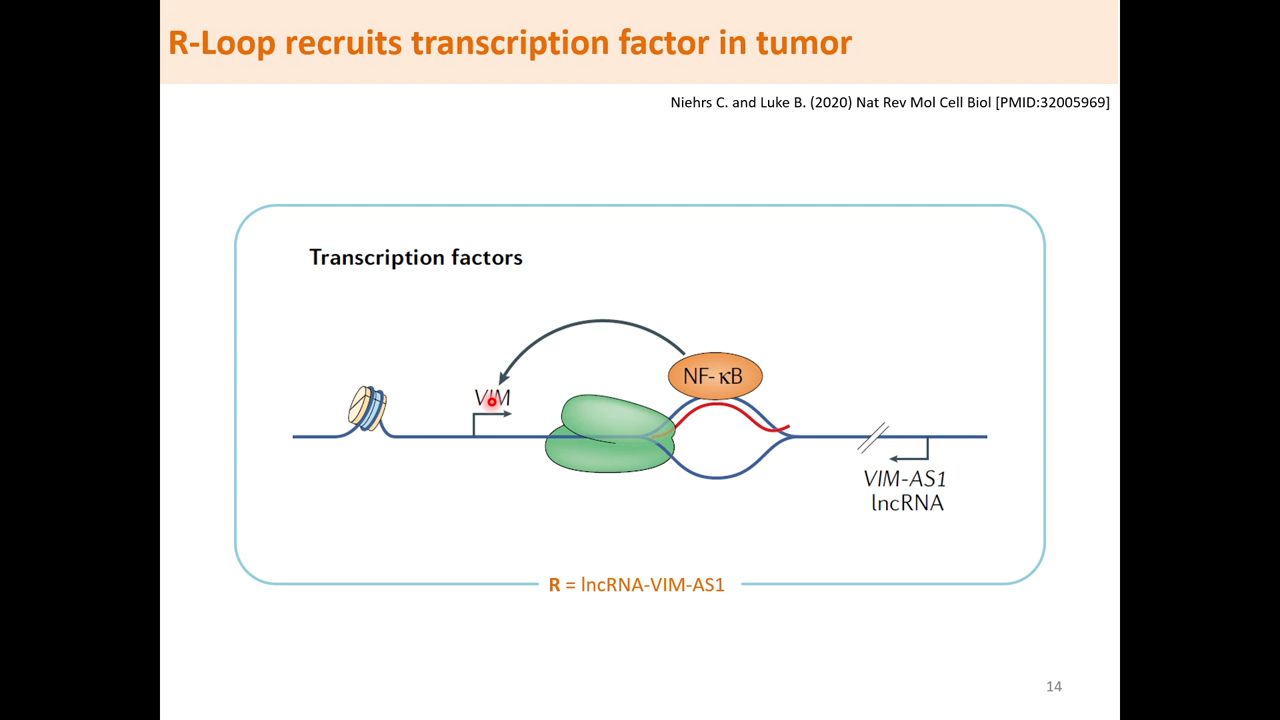 R-Loop recruits transcription factor in tumor
Niehrs C. and Luke B. (2020) Nat Rev Mol Cell Biol [PMID:32005969]
Transcription factors
NF-κB
VIM
VIM-AS1
lncRNA
R = lncRNA-VIM-AS1
14